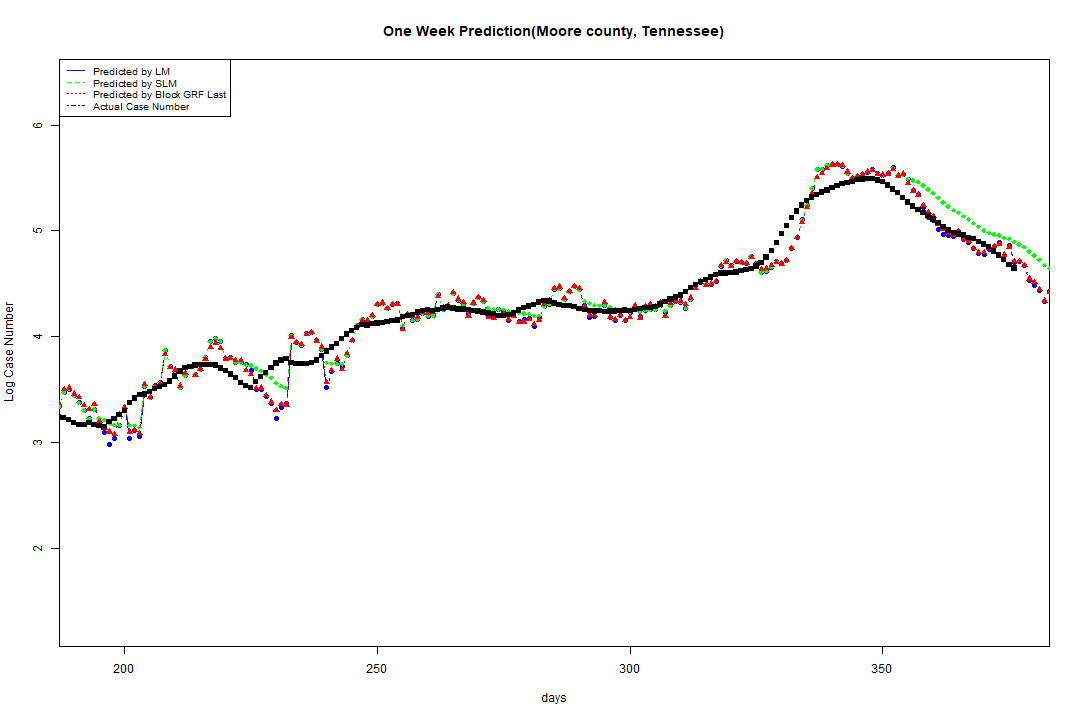 One Week Prediction(Moore county, Tennessee)
Predicted by LM
Predicted by SLM
Predicted by Block GRF Last
Actual Case Number
6
5
4
3
2
Log Case Number
200
250
300
350
days